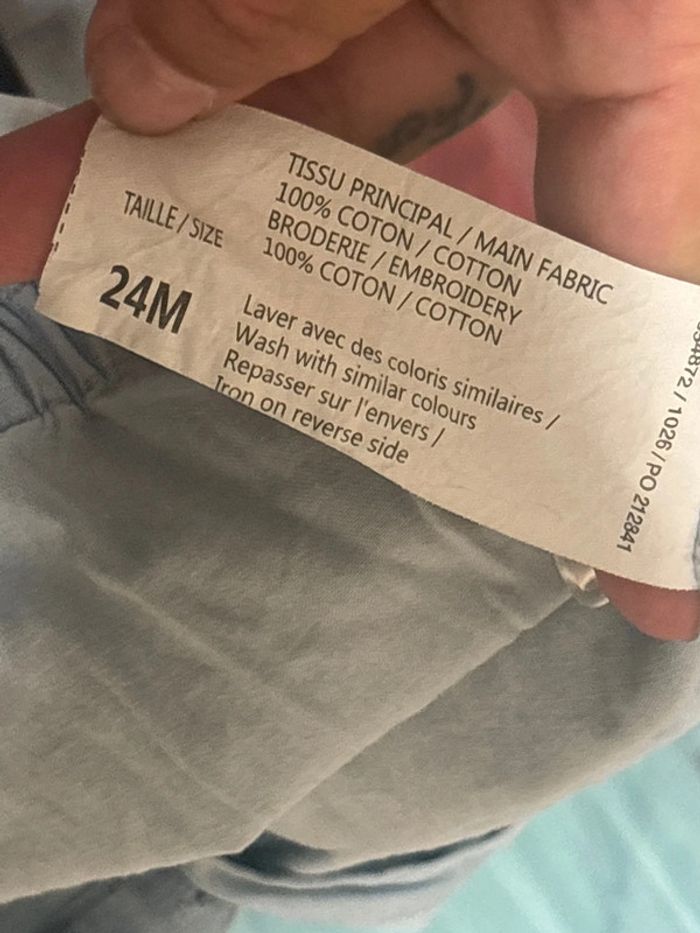 TAILLE / SIZE
24M
TISSU PRINCIPAL / MAIN FABRIC
100% COTON / COTTON
BRODERIE / EMBROIDERY
100% COTON / COTTON
Laver avec des coloris similaires /
Wash with similar colours
Repasser sur l'envers /
Iron on reverse side
/ 1026 / PO 212841